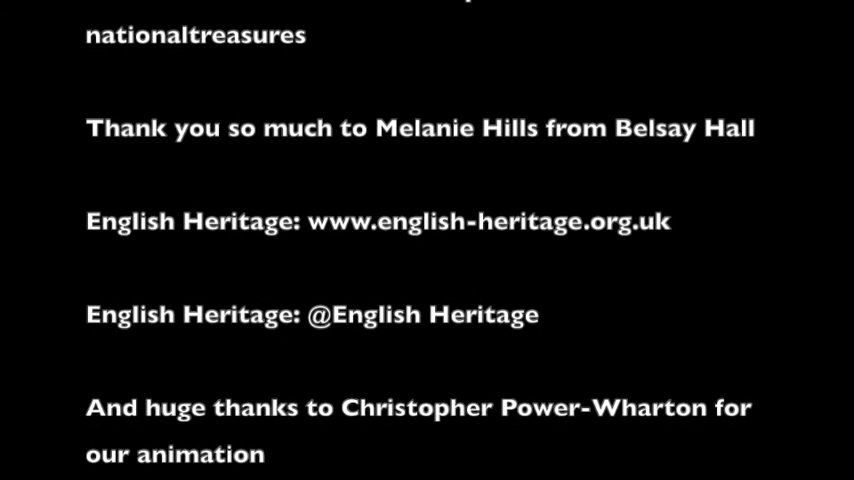 nationaltreasures
Thank you so much to Melanie Hills from Belsay Hall
English Heritage: www.english-heritage.org.uk
English Heritage: @English Heritage
And huge thanks to Christopher Power-Wharton for
our animation